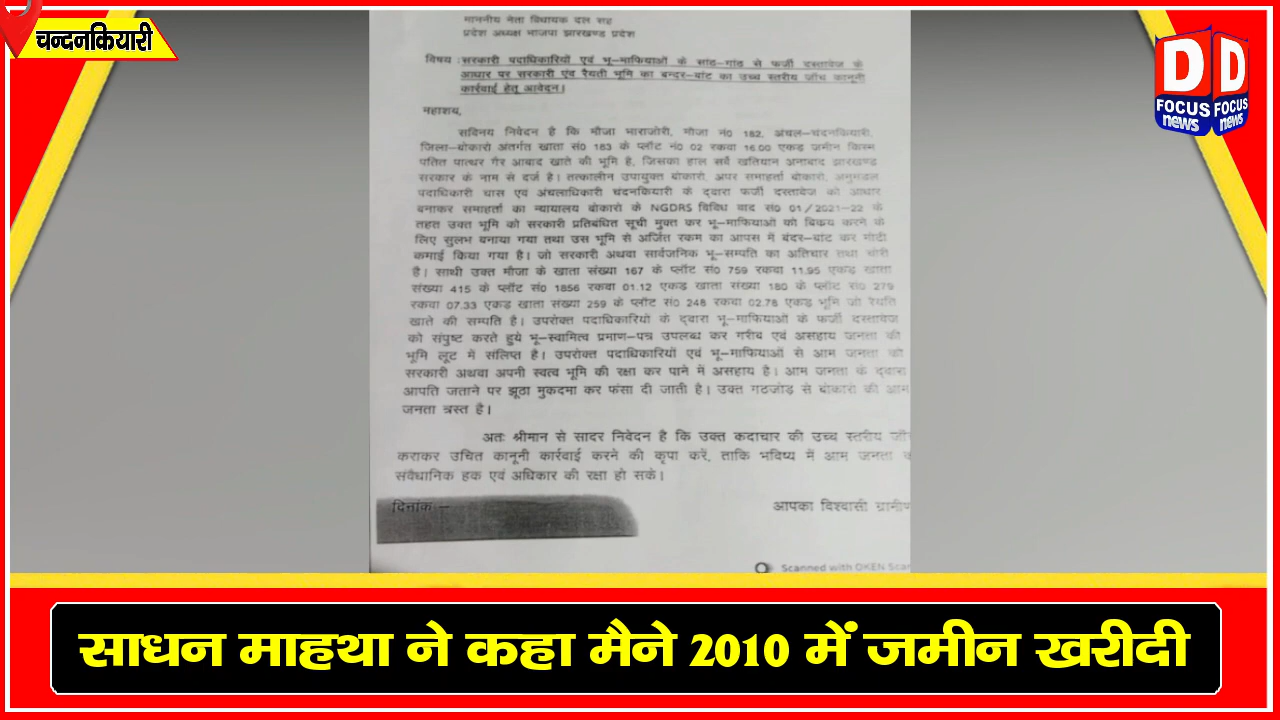 चन्दनकियारी
DD
FOCUS FOCUS
news news
माननीय नेता विधायक दल सह
प्रदेश अध्यक्ष भाजपा झारखण्ड प्रदेश
विषय :सरकारी पदाधिकारियों एवं भू-माफियाओं के सांठ-गांठ से फर्जी दस्तावेज के
आधार पर सरकारी एंव रैयती भूमि का बन्दर-बांट का उच्च स्तरीय जाँच कानूनी
कार्रवाई हेतू आवेदन।
महाशय,
सविनय निवेदन है कि मौजा भाराजोरी, मौजा नं0 182, अंचल-चंदनकियारी,
जिला-बोकारो अंतर्गत खाता सं0 183 के प्लॉट नं0 02 रकवा 16.00 एकड़ जमीन किस्म
पतित पात्थर गैर आबाद खाते की भूमि है, जिसका हाल सर्वे खतियान अनाबाद झारखण्ड
सरकार के नाम से दर्ज है। तत्कालीन उपायुक्त बोकारो, अपर समाहर्ता बोकारो, अनुमंडल
पदाधिकारी चास एवं अंचलाधिकारी चंदनकियारी के द्वारा फर्जी दस्तावेज को आधार
बनाकर समाहर्ता का न्यायालय बोकारो के NGDRS विविध वाद सं0 01/2021-22 के
तहत उक्त भूमि को सरकारी प्रतिबंधित सूची मुक्त कर भू-माफियाओं को बिक्रय करने के
लिए सुलभ बनाया गया तथा उस भूमि से अर्जित रकम का आपस में बंदर-बांट कर मोटी
कमाई किया गया है। जो सरकारी अथवा सार्वजनिक भू-सम्पति का अतिचार तथा चोरी
है। साथी उक्त मौजा के खाता संख्या 167 के प्लॉट सं0 759 रकवा 11.95 एकड़ खाता
संख्या 415 के प्लॉट सं0 1856 रकवा 01.12 एकड़ खाता संख्या 180 के प्लॉट सं0 279
रकवा 07.33 एकड़ खाता संख्या 259 के प्लॉट सं0 248 रकवा 02.78 एकड़ भूमि जो रैयति
खाते की सम्पति है। उपरोक्त पदाधिकारियों के द्वारा भू-माफियाओं के फर्जी दस्तावेज
को संपुष्ट करते हुये भू-स्वामित्व प्रमाण-पत्र उपलब्ध कर गरीब एवं असहाय जनता की
भूमि लूट में संलिप्त है। उपरोक्त पदाधिकारियों एवं भू-माफियाओं से आम जनता को
सरकारी अथवा अपनी स्वत्व भूमि की रक्षा कर पाने में असहाय है। आम जनता के द्वारा
आपति जताने पर झूठा मुकदमा कर फंसा दी जाती है। उक्त गठजोड़ से बोकारो की आम
जनता त्रस्त है।
अतः श्रीमान से सादर निवेदन है कि उक्त कदाचार की उच्च स्तरीय
कराकर उचित कानूनी कार्रवाई करने की कृपा करें, ताकि भविष्य में आम जनता
संवैधानिक हक एवं अधिकार की रक्षा हो सके।
दिनांक –
आपका विश्वासी ग्रामीण
Scanned with OKEN Scan
साधन माहथा ने कहा मैने 2010 में जमीन खरीदी